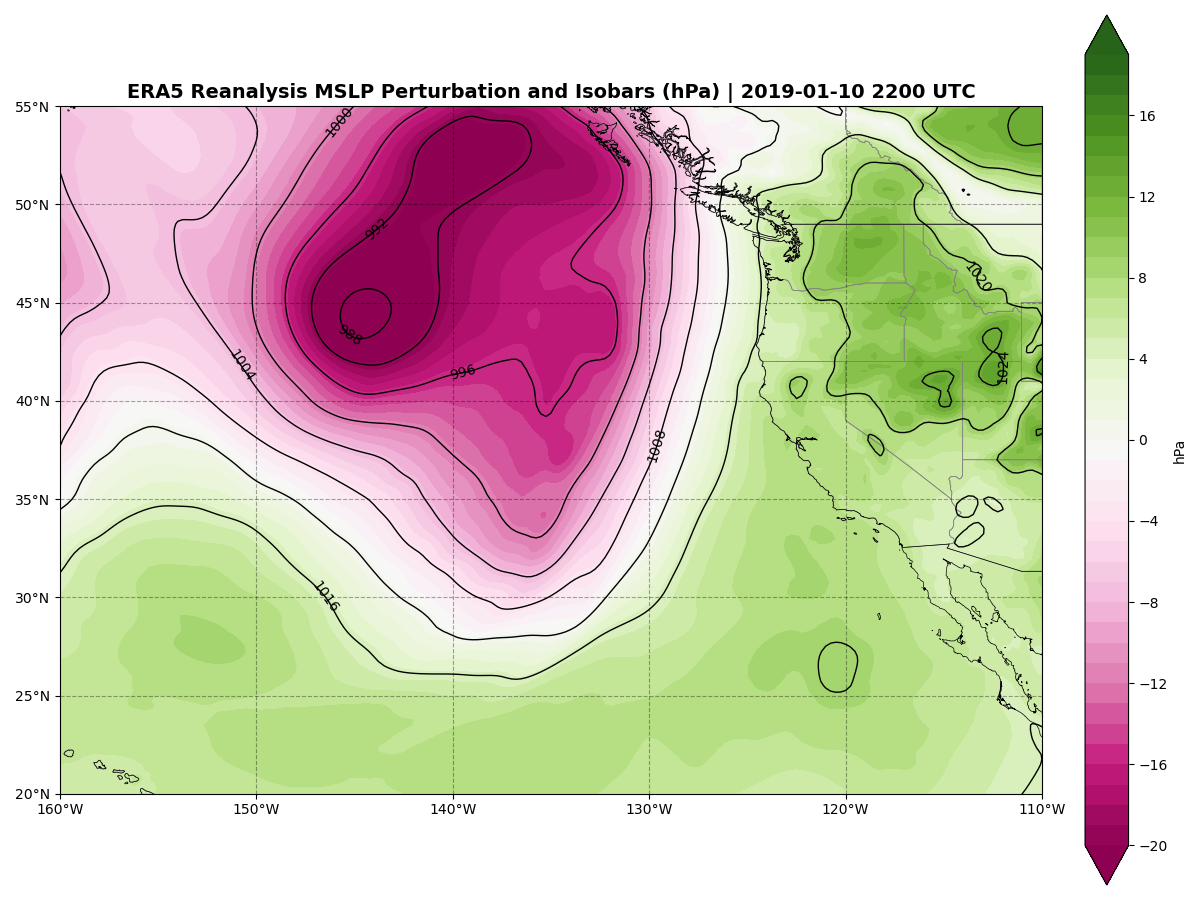 ERA5 Reanalysis MSLP Perturbation and Isobars (hPa) | 2019-01-10 2200 UTC
55°N
50°N
45°N
40°N
35°N
30°N
25°N
20°N
160°W
150°W
140°W
130°W
120°W
110°W
1000
992
988
996
1004
1008
1016
1020
1024
16
12
8
4
0
−4
−8
−12
−16
−20
hPa